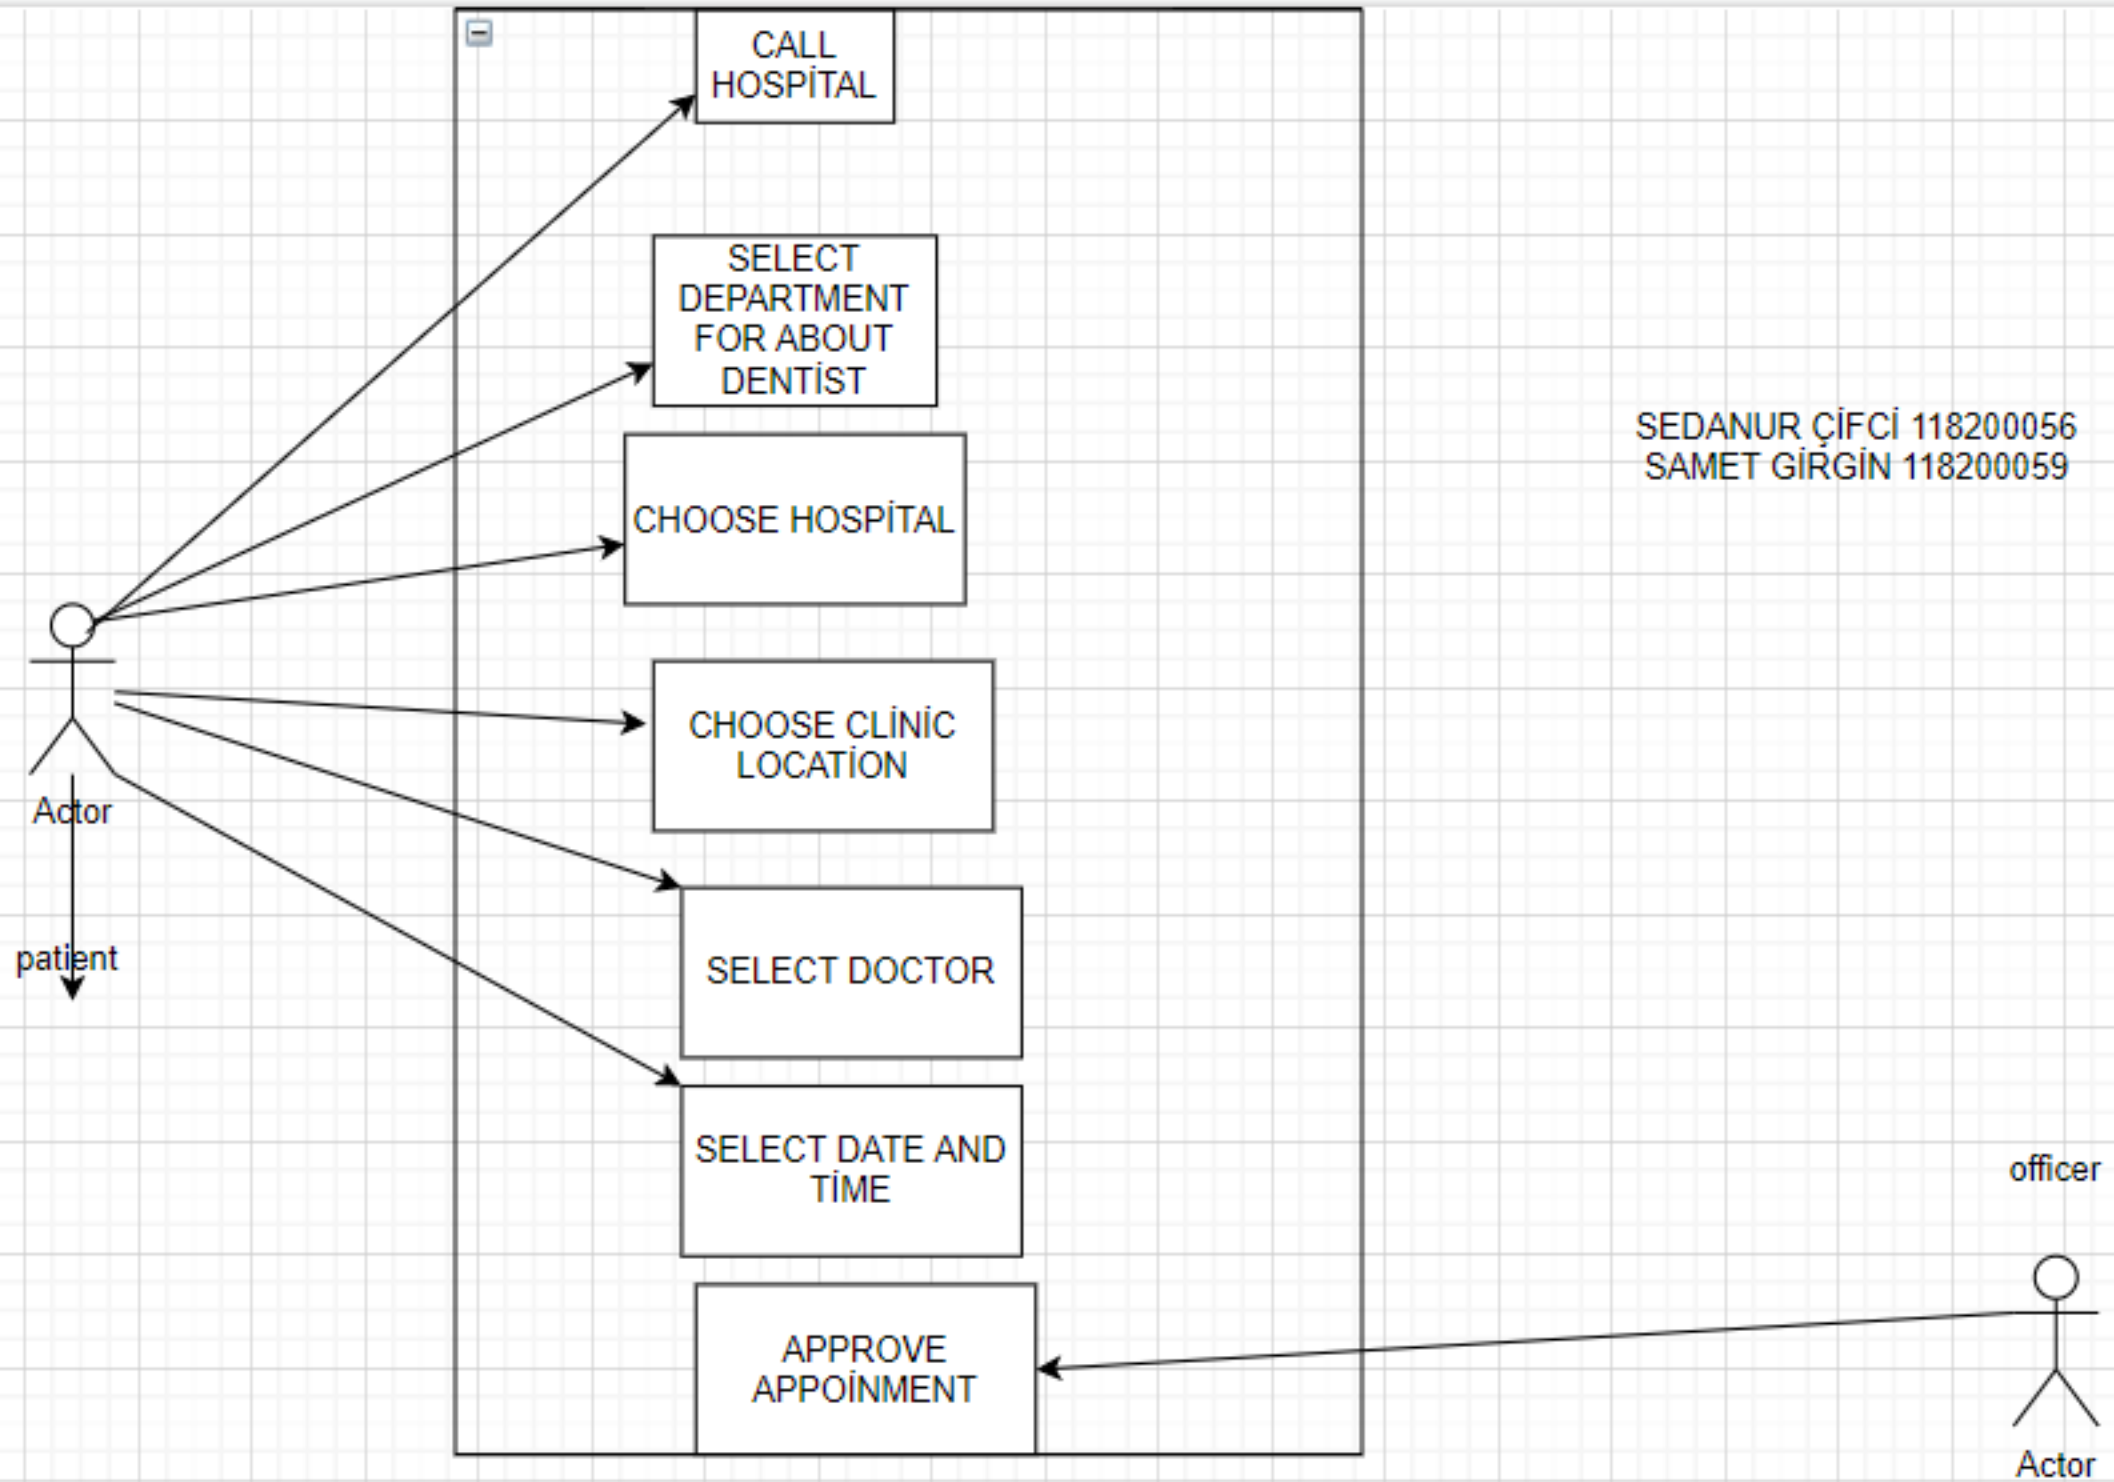 CALL
HOSPİTAL
SELECT
DEPARTMENT
FOR ABOUT
DENTİST
SEDANUR ÇİFCİ 118200056
SAMET GİRGİN 118200059
CHOOSE HOSPİTAL
CHOOSE CLİNİC
LOCATİON
Actor
patient
SELECT DOCTOR
SELECT DATE AND
TİME
officer
APPROVE
APPOİNMENT
Actor